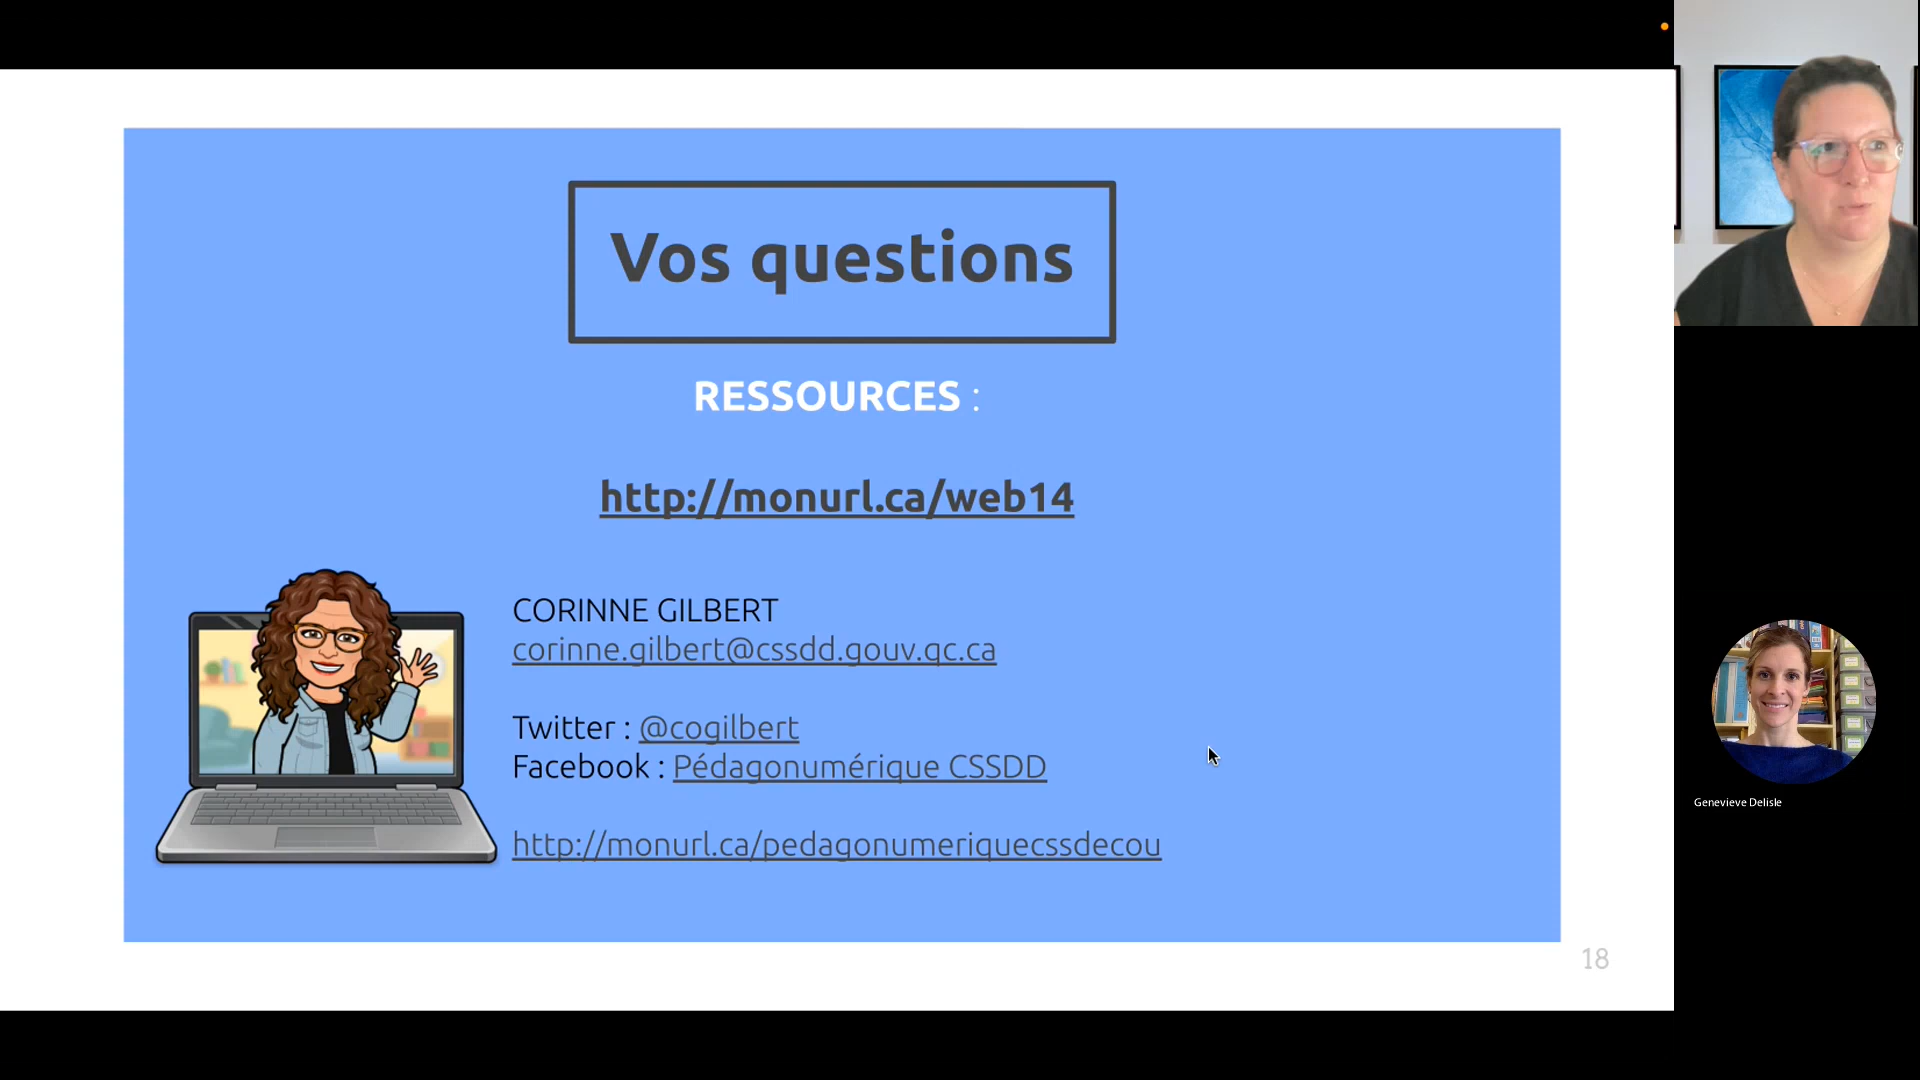 Vos questions
RESSOURCES :
http://monurl.ca/web14
CORINNE GILBERT
corinne.gilbert@cssdd.gouv.qc.ca
Twitter : @cogilbert
Facebook : Pédagonumérique CSSDD
http://monurl.ca/pedagonumeriquecssdecou
18
Genevieve Delisle